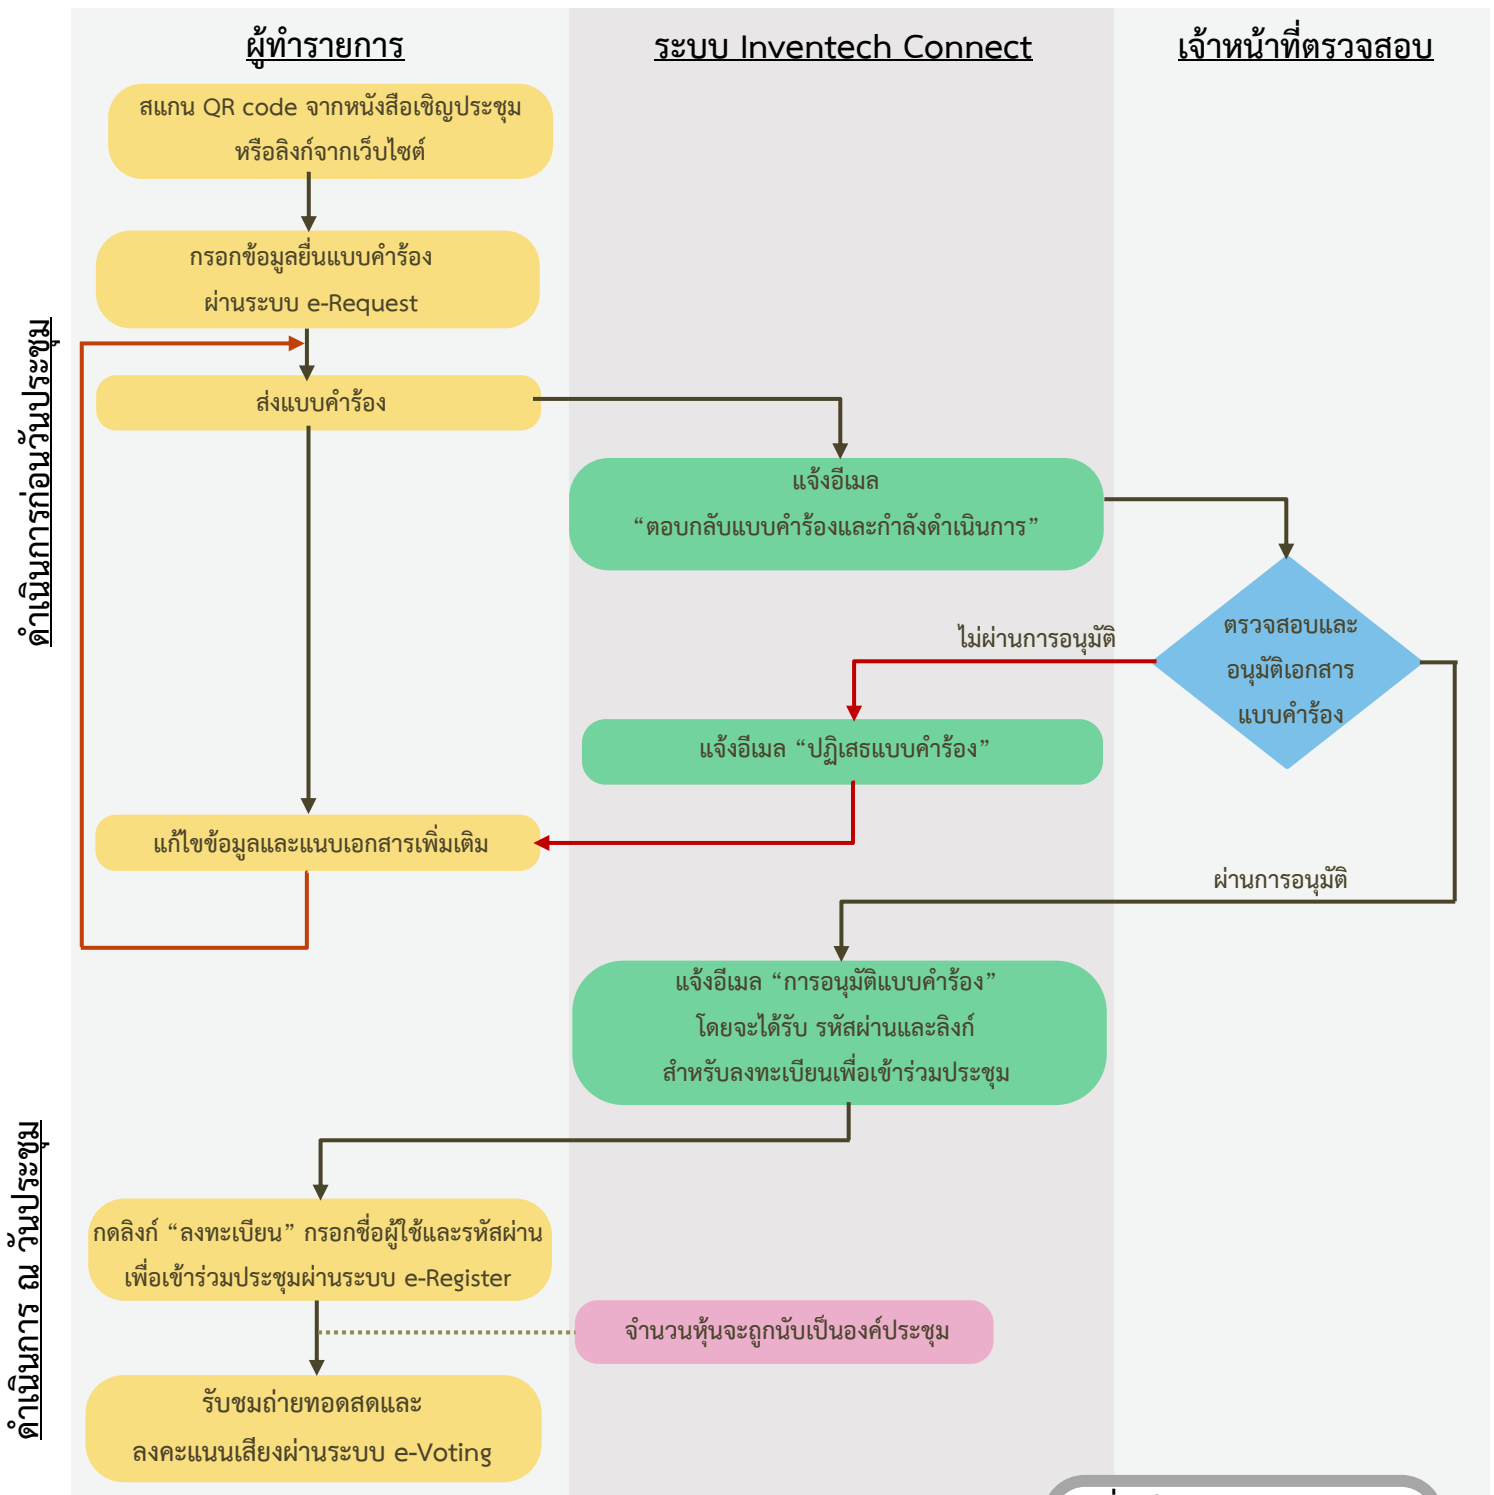 ผู้ทำรายการ
ระบบ Inventech Connect
เจ้าหน้าที่ตรวจสอบ
ดำเนินการก่อนวันประชุม
สแกน QR code จากหนังสือเชิญประชุม
หรือลิงก์จากเว็บไซต์
กรอกข้อมูลยื่นแบบคำร้อง
ผ่านระบบ e-Request
ส่งแบบคำร้อง
แจ้งอีเมล
“ตอบกลับแบบคำร้องและกำลังดำเนินการ”
ตรวจสอบและ
อนุมัติเอกสาร
แบบคำร้อง
ไม่ผ่านการอนุมัติ
แจ้งอีเมล “ปฏิเสธแบบคำร้อง”
แก้ไขข้อมูลและแนบเอกสารเพิ่มเติม
ผ่านการอนุมัติ
แจ้งอีเมล “การอนุมัติแบบคำร้อง”
โดยจะได้รับ รหัสผ่านและลิงก์
สำหรับลงทะเบียนเพื่อเข้าร่วมประชุม
ดำเนินการ ณ วันประชุม
กดลิงก์ “ลงทะเบียน” กรอกชื่อผู้ใช้และรหัสผ่าน
เพื่อเข้าร่วมประชุมผ่านระบบ e-Register
จำนวนหุ้นจะถูกนับเป็นองค์ประชุม
รับชมถ่ายทอดสดและ
ลงคะแนนเสียงผ่านระบบ e-Voting